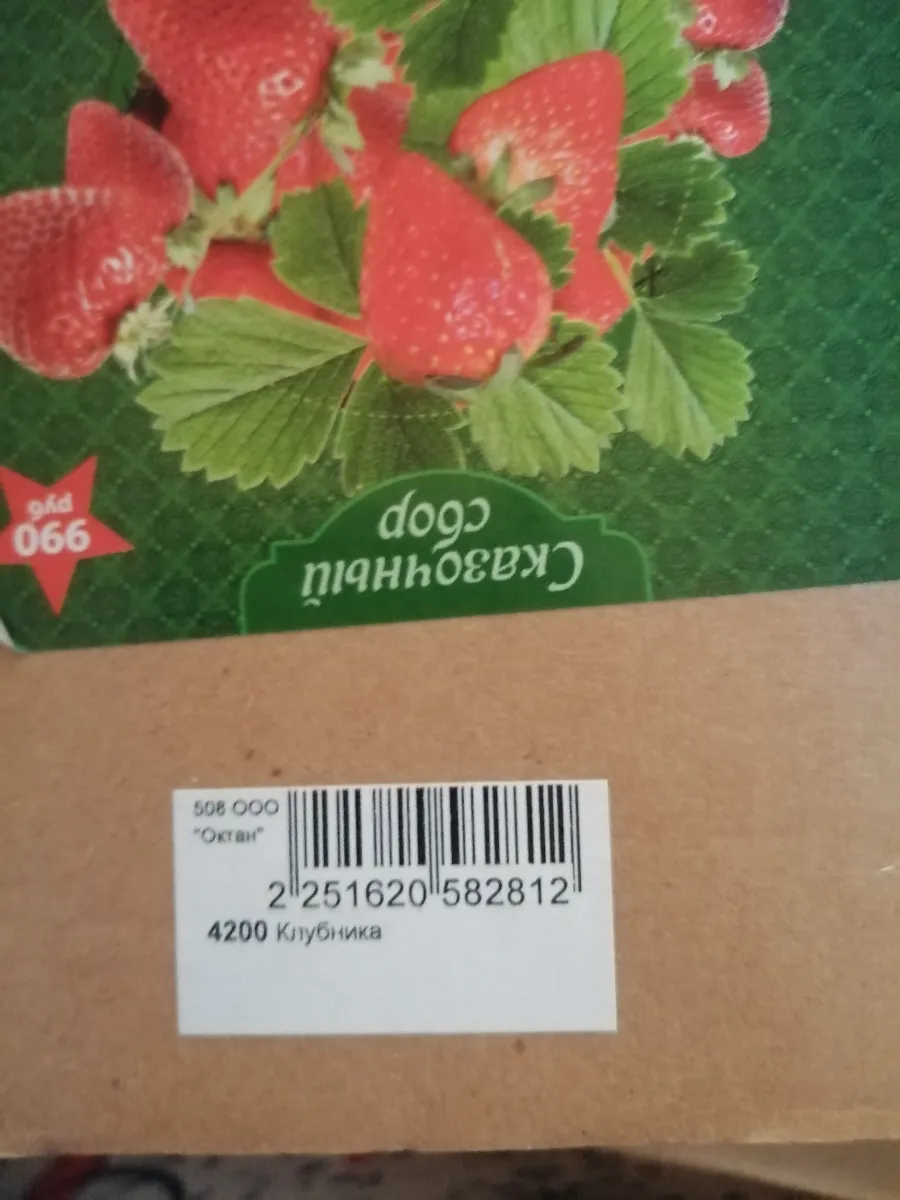 Сказочный
сбор
990
руб
508 ООО
"Октан"
2 251620 582812
4200 Клубника